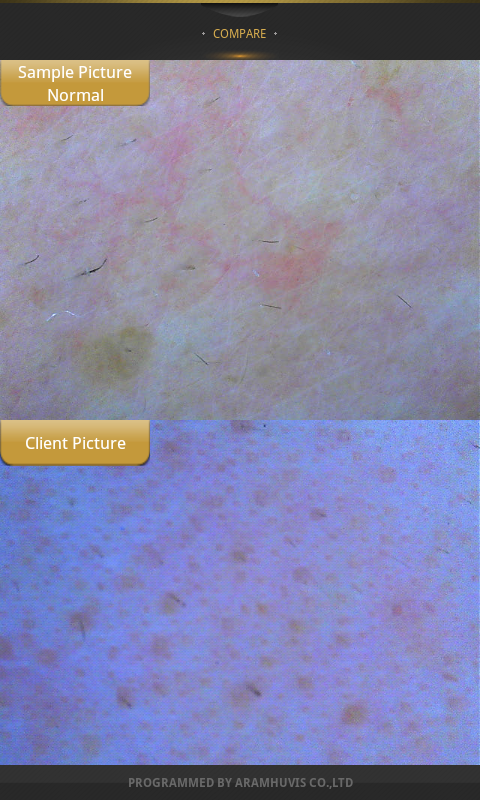 COMPARE
Sample Picture
Normal
Client Picture
PROGRAMMED BY ARAMHUVIS CO.,LTD